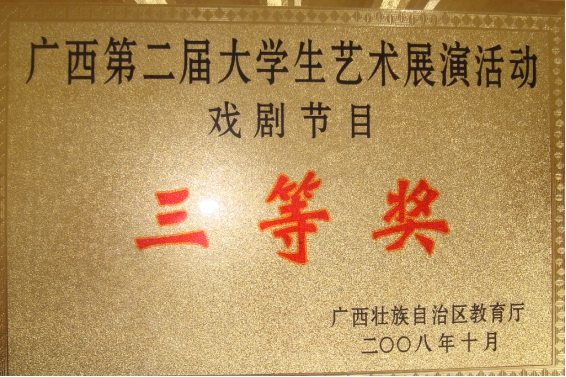 广西第二届大学生艺术展演活动
戏剧节目
三等奖
广西壮族自治区教育厅
二〇〇八年十月